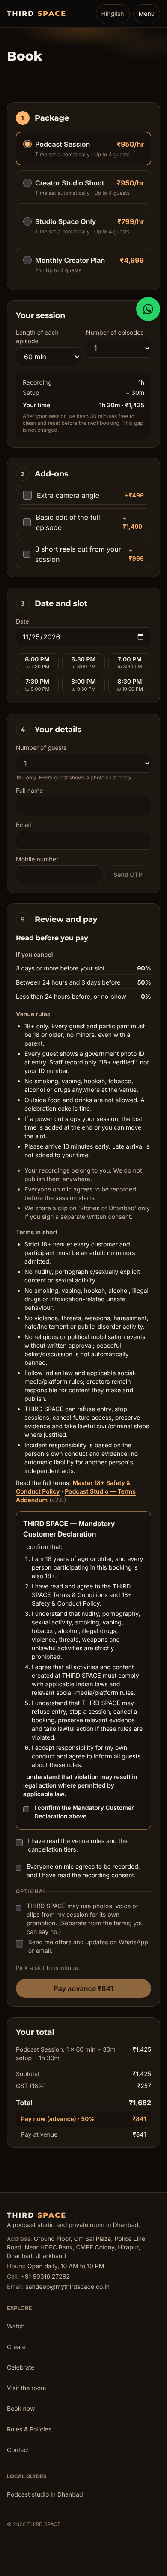 THIRD SPACE
Hinglish
Menu
Book
1 Package
Podcast Session ₹950/hr
Time set automatically · Up to 4 guests
Creator Studio Shoot ₹950/hr
Time set automatically · Up to 4 guests
Studio Space Only ₹799/hr
Time set automatically · Up to 4 guests
Monthly Creator Plan ₹4,999
2h · Up to 4 guests
Your session
Length of each
episode
60 min
Number of episodes
1
Recording 1h
Setup + 30m
Your time 1h 30m · ₹1,425
After your session we keep 30 minutes free to
clean and reset before the next booking. This gap
is not charged.
2 Add-ons
Extra camera angle +₹499
Basic edit of the full
episode
+
₹1,499
3 short reels cut from your
session
+
₹999
3 Date and slot
Date
11/25/2026
6:00 PM
to 7:30 PM
6:30 PM
to 8:00 PM
7:00 PM
to 8:30 PM
7:30 PM
to 9:00 PM
8:00 PM
to 9:30 PM
8:30 PM
to 10:00 PM
4 Your details
Number of guests
1
18+ only. Every guest shows a photo ID at entry.
Full name
Email
Mobile number
Send OTP
5 Review and pay
Read before you pay
If you cancel
3 days or more before your slot 90%
Between 24 hours and 3 days before 50%
Less than 24 hours before, or no-show 0%
Venue rules
• 18+ only. Every guest and participant must
be 18 or older; no minors, even with a
parent.
• Every guest shows a government photo ID
at entry. Staff record only "18+ verified", not
your ID number.
• No smoking, vaping, hookah, tobacco,
alcohol or drugs anywhere at the venue.
• Outside food and drinks are not allowed. A
celebration cake is fine.
• If a power cut stops your session, the lost
time is added at the end or you can move
the slot.
• Please arrive 10 minutes early. Late arrival is
not added to your time.
• Your recordings belong to you. We do not
publish them anywhere.
• Everyone on mic agrees to be recorded
before the session starts.
• We share a clip on 'Stories of Dhanbad' only
if you sign a separate written consent.
Terms in short
• Strict 18+ venue: every customer and
participant must be an adult; no minors
admitted.
• No nudity, pornographic/sexually explicit
content or sexual activity.
• No smoking, vaping, hookah, alcohol, illegal
drugs or intoxication-related unsafe
behaviour.
• No violence, threats, weapons, harassment,
hate/incitement or public-disorder activity.
• No religious or political mobilisation events
without written approval; peaceful
belief/discussion is not automatically
banned.
• Follow Indian law and applicable social-
media/platform rules; creators remain
responsible for content they make and
publish.
• THIRD SPACE can refuse entry, stop
sessions, cancel future access, preserve
evidence and take lawful civil/criminal steps
where justified.
• Incident responsibility is based on the
person's own conduct and evidence; no
automatic liability for another person's
independent acts.
Read the full terms: Master 18+ Safety &
Conduct Policy · Podcast Studio — Terms
Addendum (v2.0)
THIRD SPACE — Mandatory
Customer Declaration
I confirm that:
1. I am 18 years of age or older, and every
person participating in this booking is
also 18+.
2. I have read and agree to the THIRD
SPACE Terms & Conditions and 18+
Safety & Conduct Policy.
3. I understand that nudity, pornography,
sexual activity, smoking, vaping,
tobacco, alcohol, illegal drugs,
violence, threats, weapons and
unlawful activities are strictly
prohibited.
4. I agree that all activities and content
created at THIRD SPACE must comply
with applicable Indian laws and
relevant social-media/platform rules.
5. I understand that THIRD SPACE may
refuse entry, stop a session, cancel a
booking, preserve relevant evidence
and take lawful action if these rules are
violated.
6. I accept responsibility for my own
conduct and agree to inform all guests
about these rules.
I understand that violation may result in
legal action where permitted by
applicable law.
I confirm the Mandatory Customer
Declaration above.
I have read the venue rules and the
cancellation tiers.
Everyone on mic agrees to be recorded,
and I have read the recording consent.
OPTIONAL
THIRD SPACE may use photos, voice or
clips from my session for its own
promotion. (Separate from the terms; you
can say no.)
Send me offers and updates on WhatsApp
or email.
Pick a slot to continue.
Pay advance ₹841
Your total
Podcast Session: 1 × 60 min + 30m
setup = 1h 30m
₹1,425
Subtotal ₹1,425
GST (18%) ₹257
Total ₹1,682
Pay now (advance) · 50% ₹841
Pay at venue ₹841
THIRD SPACE
A podcast studio and private room in Dhanbad.
Address: Ground Floor, Om Sai Plaza, Police Line
Road, Near HDFC Bank, CMPF Colony, Hirapur,
Dhanbad, Jharkhand
Hours: Open daily, 10 AM to 10 PM
Call: +91 90316 27292
Email: sandeep@mythirdspace.co.in
EXPLORE
Watch
Create
Celebrate
Visit the room
Book now
Rules & Policies
Contact
LOCAL GUIDES
Podcast studio in Dhanbad
© 2026 THIRD SPACE